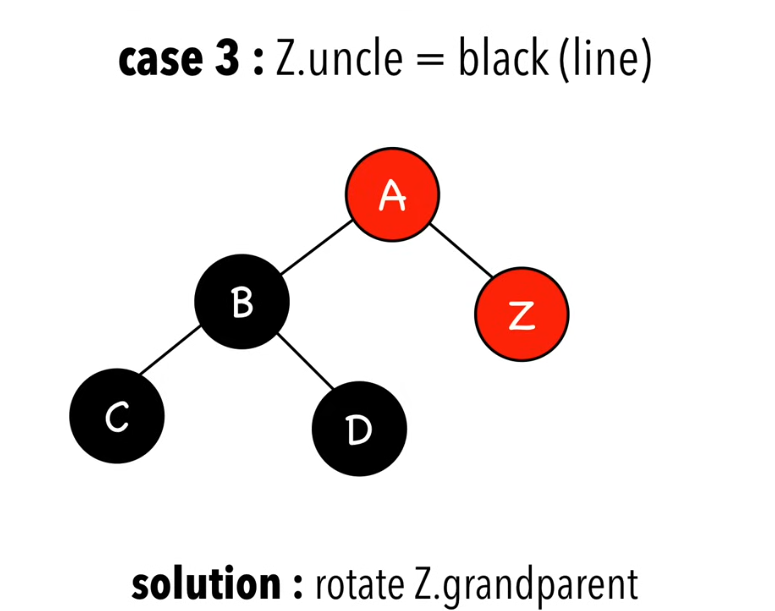 case 3 : Z.uncle = black (line)
A
B
Z
C
D
solution : rotate Z.grandparent